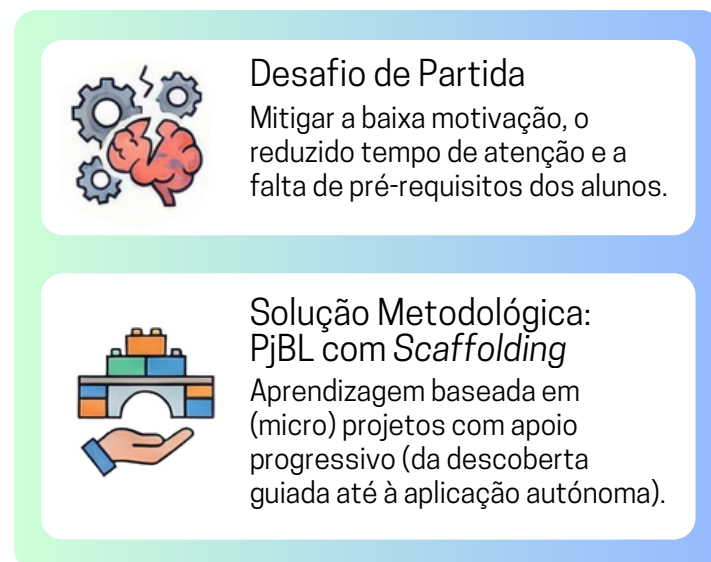 Desafio de Partida
Mitigar a baixa motivação, o
reduzido tempo de atenção e a
falta de pré-requisitos dos alunos.
Solução Metodológica:
PjBL com Scaffolding
Aprendizagem baseada em
(micro) projetos com apoio
progressivo (da descoberta
guiada até à aplicação autónoma).